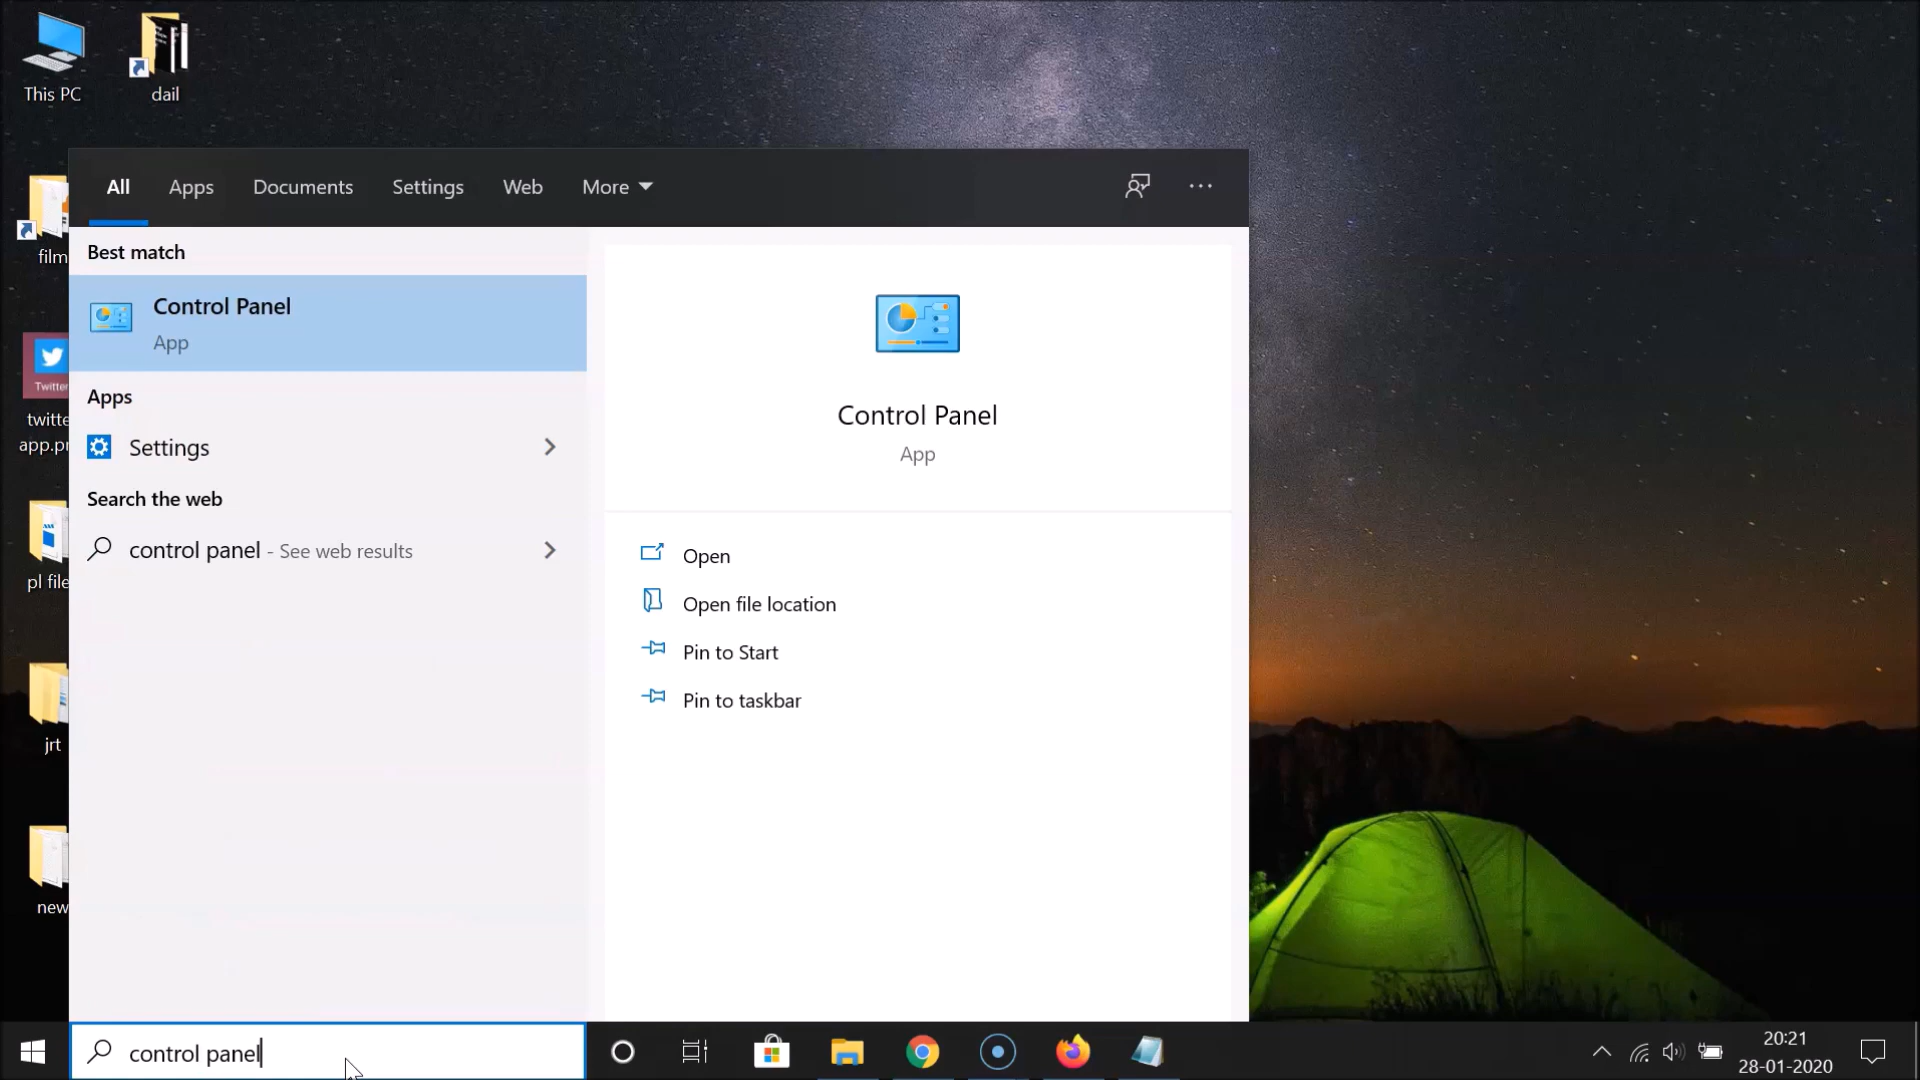 This PC
dail
film
Twitter
twitte
app.pr
pl file
jrt
new
All Apps Documents Settings Web More
Best match
Control Panel
App
Apps
Settings
Search the web
control panel - See web results
Control Panel
App
Open
Open file location
Pin to Start
Pin to taskbar
control panel
20:21
28-01-2020